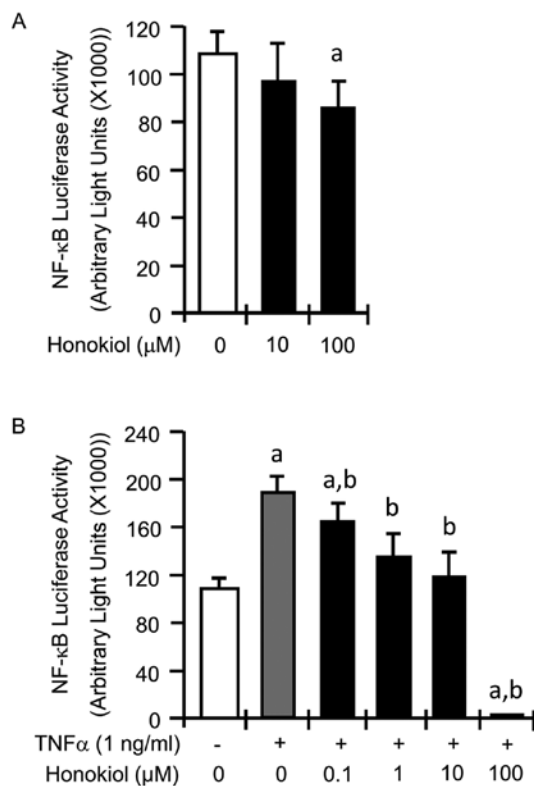 A
NF-κB Luciferase Activity
(Arbitrary Light Units (X1000))
120
100
80
60
40
20
0
a
Honokiol (μM) 0 10 100
B
NF-κB Luciferase Activity
(Arbitrary Light Units (X1000))
240
200
160
120
80
40
0
a
a,b
b
b
a,b
TNFα (1 ng/ml) - + + + + +
Honokiol (μM) 0 0 0.1 1 10 100